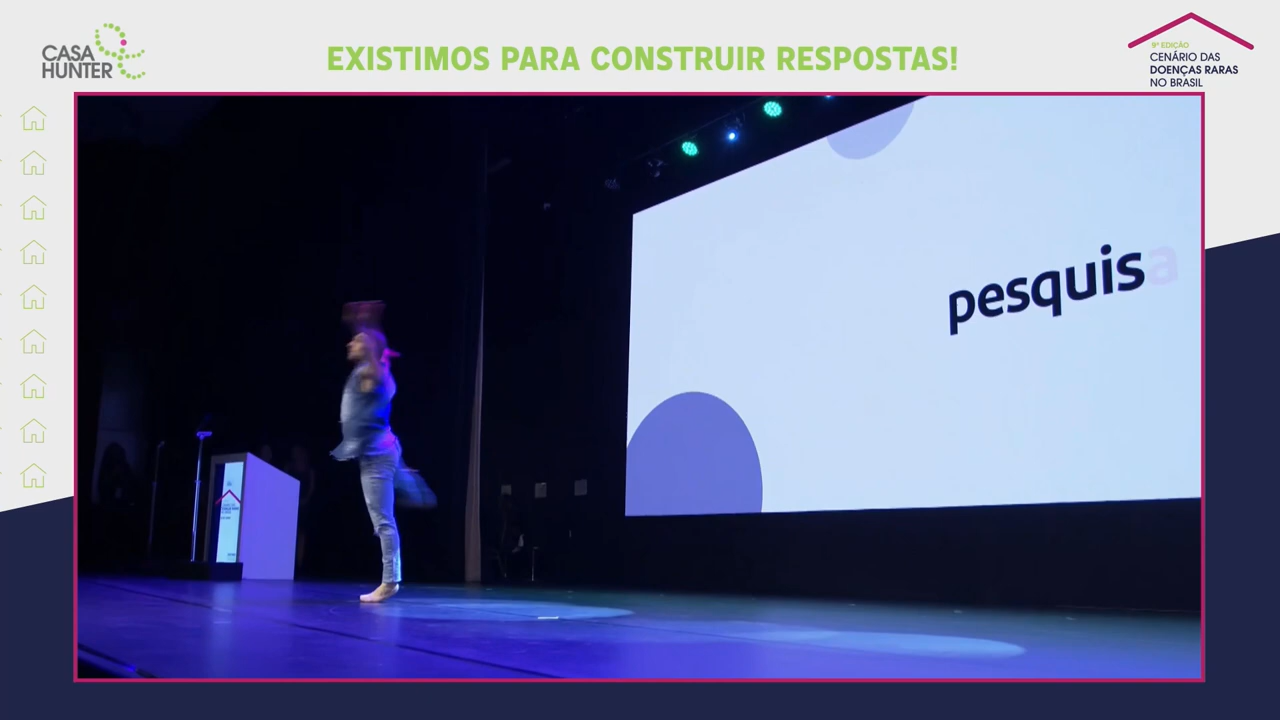 CASA
HUNTER
EXISTIMOS PARA CONSTRUIR RESPOSTAS!
9ª EDIÇÃO
CENÁRIO DAS
DOENÇAS RARAS
NO BRASIL
pesquisa